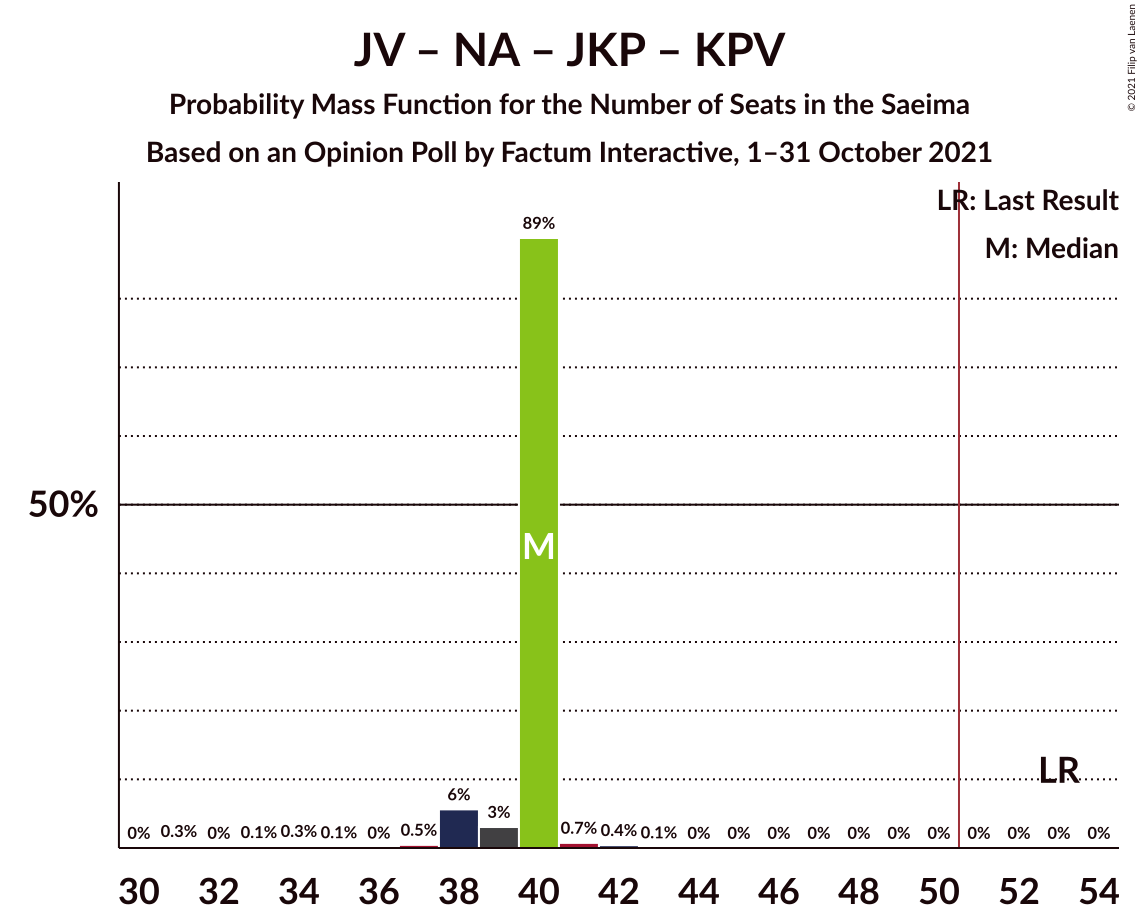 JV – NA – JKP – KPV
Probability Mass Function for the Number of Seats in the Saeima
Based on an Opinion Poll by Factum Interactive, 1–31 October 2021
© 2021 Filip van Laenen
LR: Last Result
M: Median
50%
89%
M
LR
0% 0.3% 0% 0.1% 0.3% 0.1% 0% 0.5% 6% 3% 0.7% 0.4% 0.1% 0% 0% 0% 0% 0% 0% 0% 0% 0% 0% 0%
30 32 34 36 38 40 42 44 46 48 50 52 54